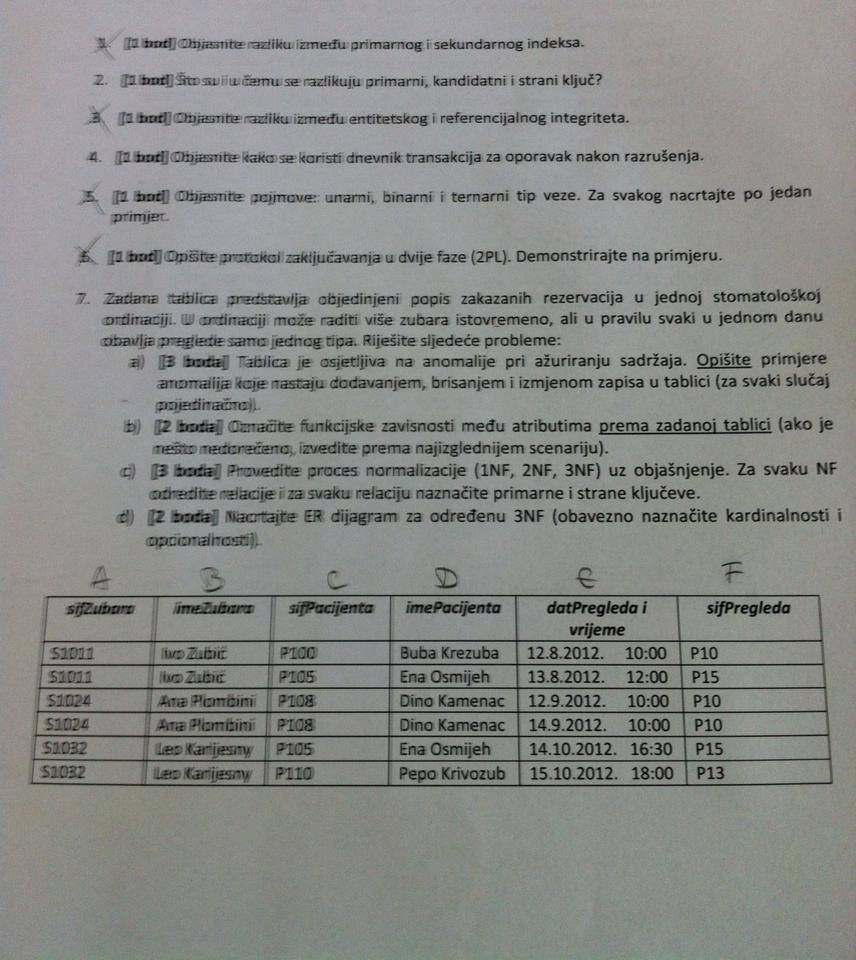 1. [1 bod] Objasnite razliku između primarnog i sekundarnog indeksa.
2. [1 bod] Što su i u čemu se razlikuju primarni, kandidatni i strani ključ?
3. [1 bod] Objasnite razliku između entitetskog i referencijalnog integriteta.
4. [1 bod] Objasnite kako se koristi dnevnik transakcija za oporavak nakon razrušenja.
5. [1 bod] Objasnite pojmove: unarni, binarni i ternarni tip veze. Za svakog nacrtajte po jedan
primjer.
6. [1 bod] Opišite protokol zaključavanja u dvije faze (2PL). Demonstrirajte na primjeru.
7. Zadana tablica predstavlja objedinjeni popis zakazanih rezervacija u jednoj stomatološkoj
ordinaciji. U ordinaciji može raditi više zubara istovremeno, ali u pravilu svaki u jednom danu
obavlja preglede samo jednog tipa. Riješite sljedeće probleme:
a) [3 boda] Tablica je osjetljiva na anomalije pri ažuriranju sadržaja. Opišite primjere
anomalija koje nastaju dodavanjem, brisanjem i izmjenom zapisa u tablici (za svaki slučaj
pojedinačno).
b) [2 boda] Označite funkcijske zavisnosti među atributima prema zadanoj tablici (ako je
nešto nedorečeno, izvedite prema najizglednijem scenariju).
c) [3 boda] Provedite proces normalizacije (1NF, 2NF, 3NF) uz objašnjenje. Za svaku NF
odredite relacije i za svaku relaciju naznačite primarne i strane ključeve.
d) [2 boda] Nacrtajte ER dijagram za određenu 3NF (obavezno naznačite kardinalnosti i
opcionalnosti).
A B C D E F
sifZubara imeZubara sifPacijenta imePacijenta datPregleda i sifPregleda
vrijeme
S1011 Ivo Zubić P100 Buba Krezuba 12.8.2012. 10:00 P10
S1011 Ivo Zubić P105 Ena Osmijeh 13.8.2012. 12:00 P15
S1024 Ana Plombini P108 Dino Kamenac 12.9.2012. 10:00 P10
S1024 Ana Plombini P108 Dino Kamenac 14.9.2012. 10:00 P10
S1032 Leo Karijesny P105 Ena Osmijeh 14.10.2012. 16:30 P15
S1032 Leo Karijesny P110 Pepo Krivozub 15.10.2012. 18:00 P13